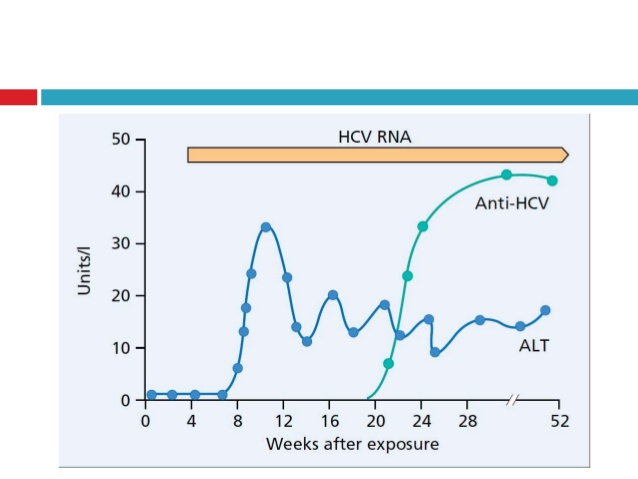 HCV RNA
50
40
Anti-HCV
30
Units/l
20
10
ALT
0
0 4 8 12 16 20 24 28 52
Weeks after exposure